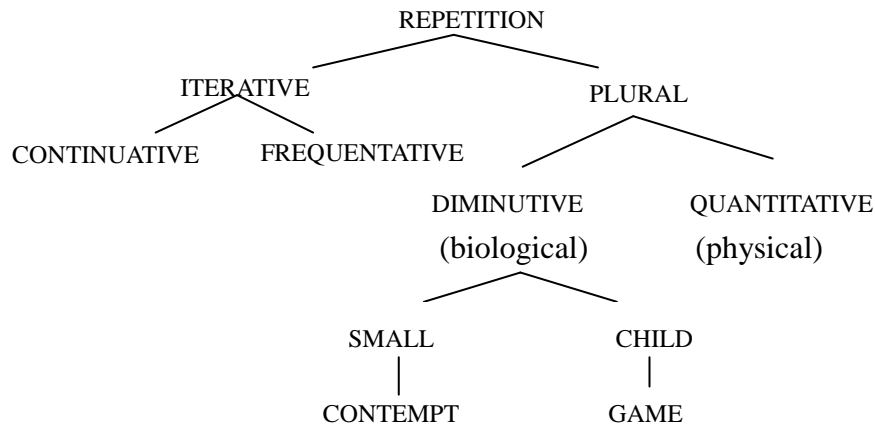 REPETITION
ITERATIVE PLURAL
CONTINUATIVE FREQUENTATIVE
DIMINUTIVE QUANTITATIVE
(biological) (physical)
SMALL CHILD
CONTEMPT GAME